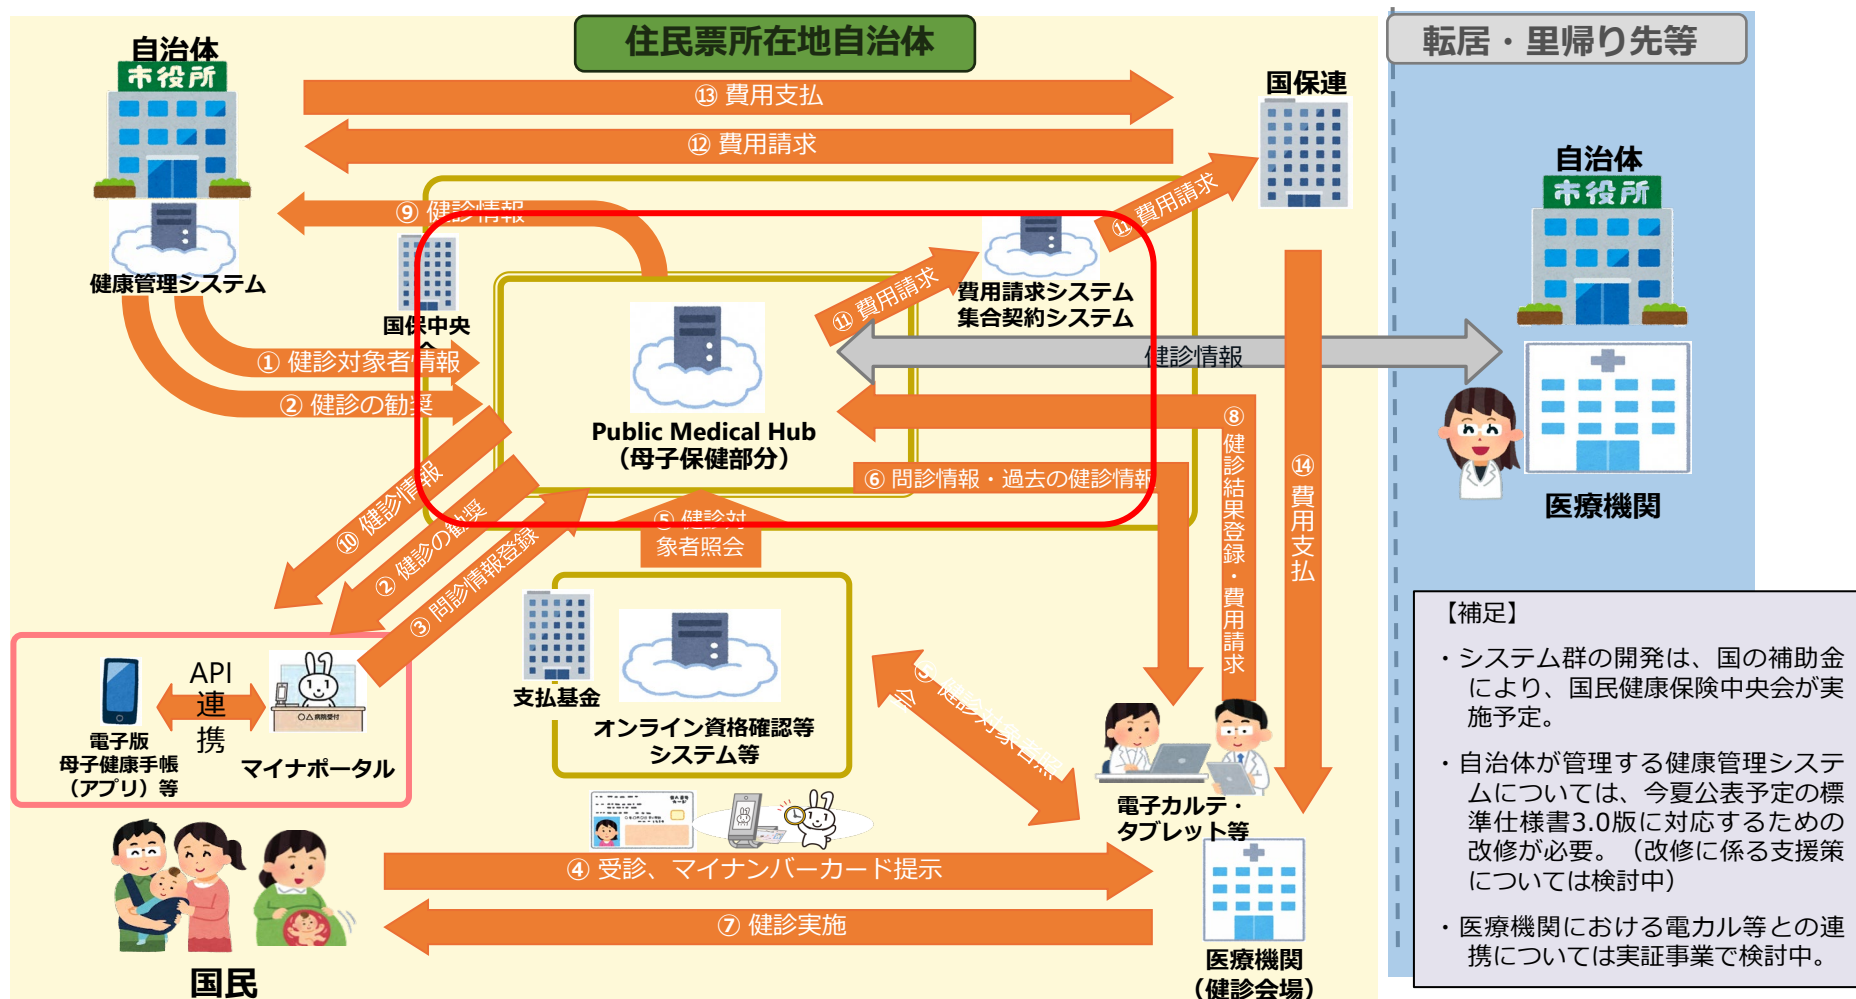 住民票所在地自治体
転居・里帰り先等
自治体
市役所
健康管理システム
国保連
⑬ 費用支払
⑫ 費用請求
⑨ 健診情報
国保中央
会
① 健診対象者情報
② 健診の勧奨
Public Medical Hub
（母子保健部分）
⑪ 費用請求
費用請求システム
集合契約システム
⑪ 費用請求
健診情報
⑧ 健診結果登録・費用請求
⑭ 費用支払
⑥ 問診情報・過去の健診情報
⑩ 健診情報
② 健診の勧奨
③ 問診情報登録
⑤ 健診対
象者照会
支払基金
オンライン資格確認等
システム等
⑤ 健診対象者照
会
API
連
携
電子版
母子健康手帳
（アプリ）等
○△病院受付
マイナポータル
電子カルテ・
タブレット等
④ 受診、マイナンバーカード提示
⑦ 健診実施
国民
医療機関
（健診会場）
自治体
市役所
医療機関
【補足】
・システム群の開発は、国の補助金
により、国民健康保険中央会が実
施予定。
・自治体が管理する健康管理システ
ムについては、今夏公表予定の標
準仕様書3.0版に対応するための
改修が必要。（改修に係る支援策
については検討中）
・医療機関における電カル等との連
携については実証事業で検討中。